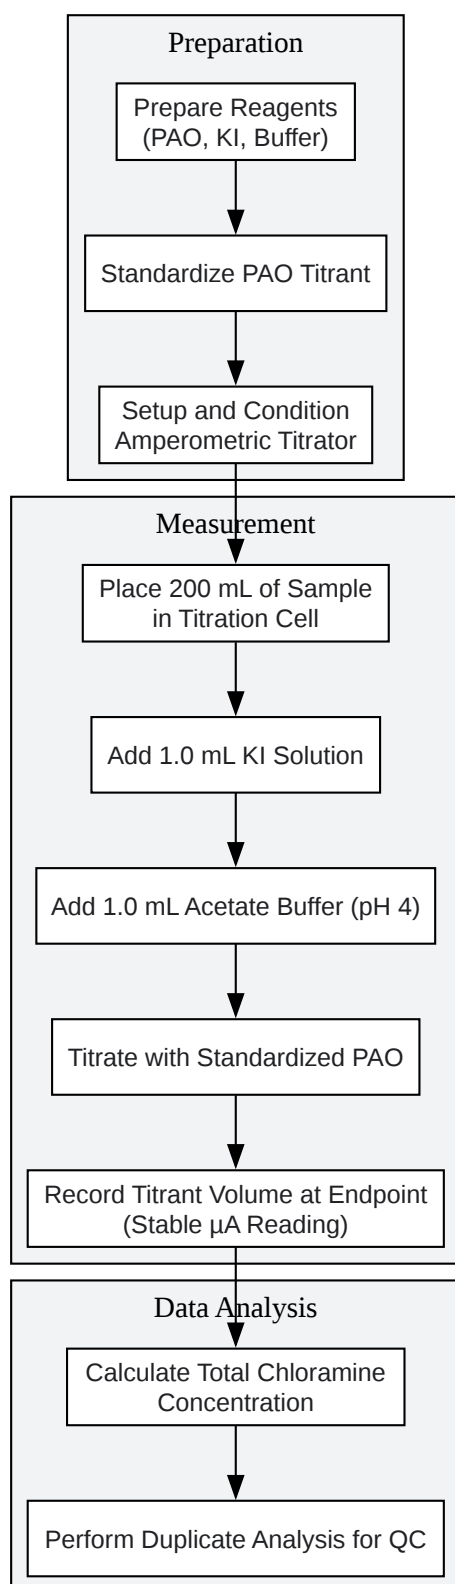 Preparation
Prepare Reagents
(PAO, KI, Buffer)
Standardize PAO Titrant
Setup and Condition
Amperometric Titrator
Measurement
Place 200 mL of Sample
in Titration Cell
Add 1.0 mL KI Solution
Add 1.0 mL Acetate Buffer (pH 4)
Titrate with Standardized PAO
Record Titrant Volume at Endpoint
(Stable µA Reading)
Data Analysis
Calculate Total Chloramine
Concentration
Perform Duplicate Analysis for QC